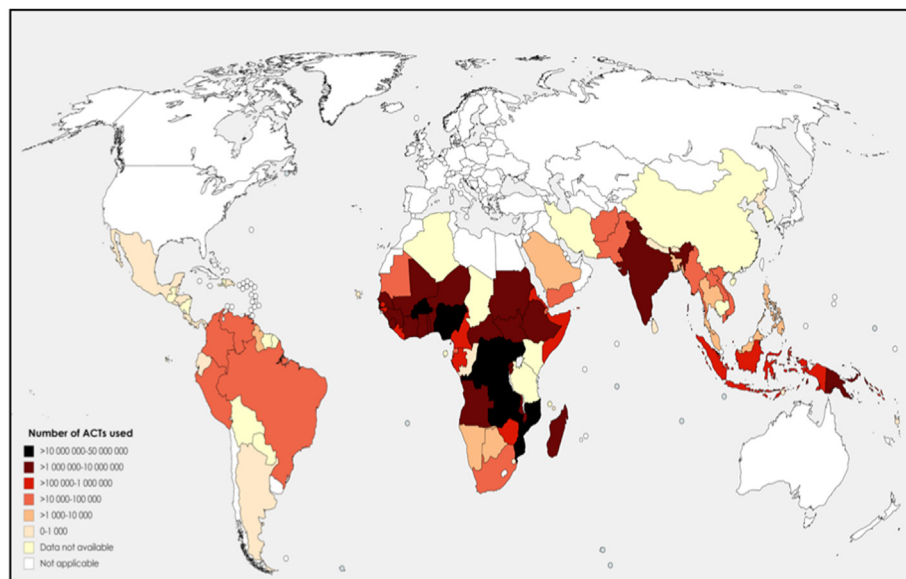 Number of ACTs used
>10 000 000-50 000 000
>1 000 000-10 000 000
>100 000-1 000 000
>10 000-100 000
>1 000-10 000
0-1 000
Data not available
Not applicable